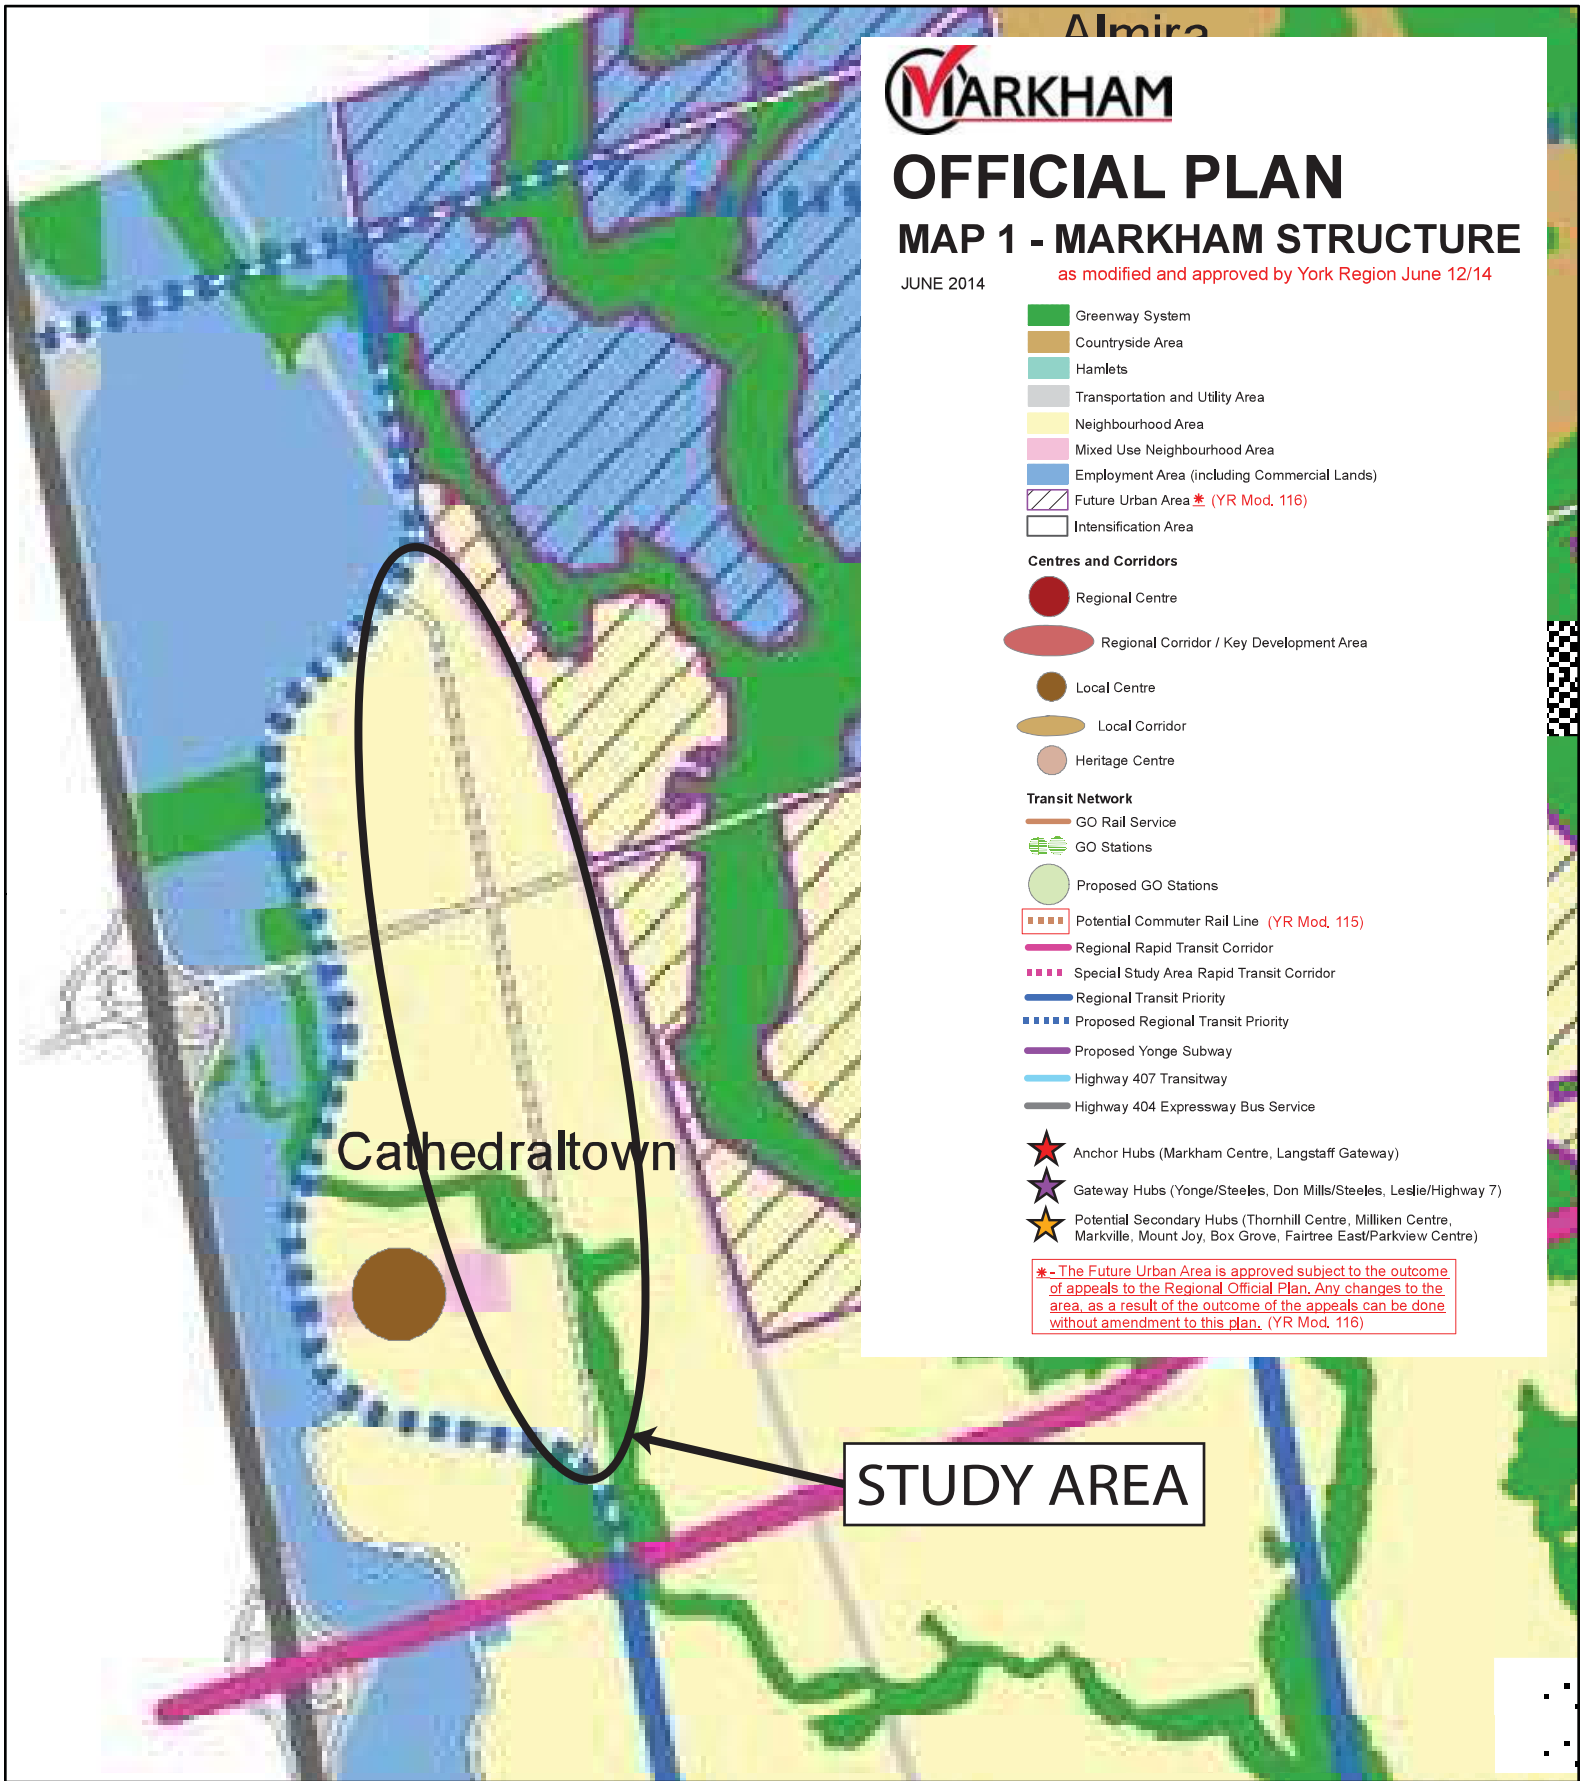 Almira
MARKHAM
OFFICIAL PLAN
MAP 1 - MARKHAM STRUCTURE
JUNE 2014
as modified and approved by York Region June 12/14
Greenway System
Countryside Area
Hamlets
Transportation and Utility Area
Neighbourhood Area
Mixed Use Neighbourhood Area
Employment Area (including Commercial Lands)
Future Urban Area * (YR Mod. 116)
Intensification Area
Centres and Corridors
Regional Centre
Regional Corridor / Key Development Area
Local Centre
Local Corridor
Heritage Centre
Transit Network
GO Rail Service
GO Stations
Proposed GO Stations
Potential Commuter Rail Line (YR Mod. 115)
Regional Rapid Transit Corridor
Special Study Area Rapid Transit Corridor
Regional Transit Priority
Proposed Regional Transit Priority
Proposed Yonge Subway
Highway 407 Transitway
Highway 404 Expressway Bus Service
Anchor Hubs (Markham Centre, Langstaff Gateway)
Gateway Hubs (Yonge/Steeles, Don Mills/Steeles, Leslie/Highway 7)
Potential Secondary Hubs (Thornhill Centre, Milliken Centre,
Markville, Mount Joy, Box Grove, Fairtree East/Parkview Centre)
* - The Future Urban Area is approved subject to the outcome
of appeals to the Regional Official Plan. Any changes to the
area, as a result of the outcome of the appeals can be done
without amendment to this plan. (YR Mod. 116)
Cathedraltown
STUDY AREA